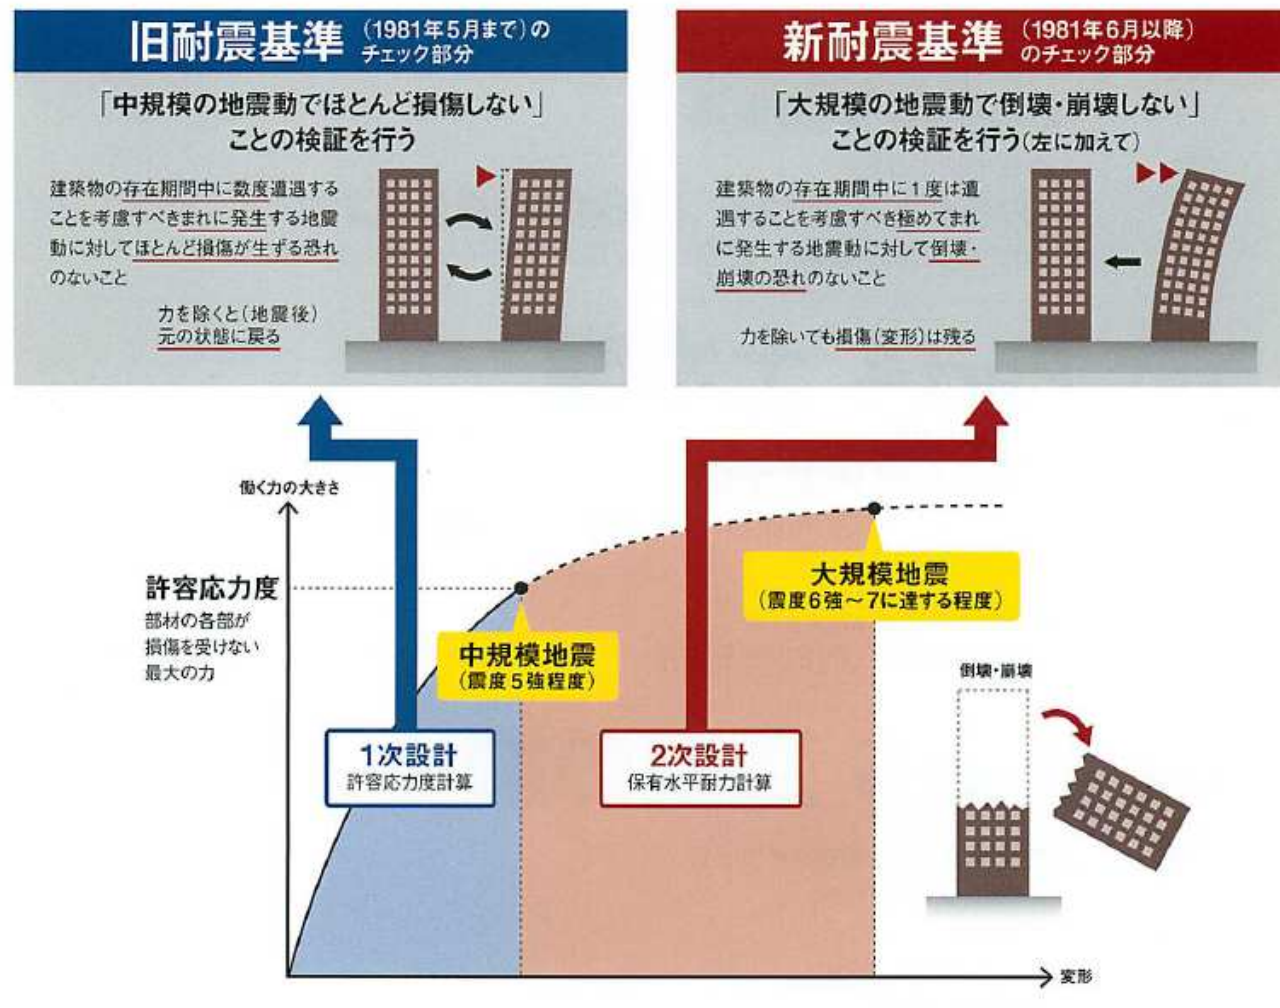 旧耐震基準 (1981年5月まで)の
チェック部分
「中規模の地震動でほとんど損傷しない」
ことの検証を行う
建築物の存在期間中に数度遭遇する
ことを考慮すべきまれに発生する地震
動に対してほとんど損傷が生ずる恐れ
のないこと
力を除くと(地震後)
元の状態に戻る
新耐震基準 (1981年6月以降)
のチェック部分
「大規模の地震動で倒壊・崩壊しない」
ことの検証を行う(左に加えて)
建築物の存在期間中に1度は遭
遇することを考慮すべき極めてまれ
に発生する地震動に対して倒壊・
崩壊の恐れのないこと
力を除いても損傷(変形)は残る
働く力の大きさ
許容応力度
部材の各部が
損傷を受けない
最大の力
中規模地震
(震度5強程度)
大規模地震
(震度6強～7に達する程度)
1次設計
許容応力度計算
2次設計
保有水平耐力計算
倒壊・崩壊
変形